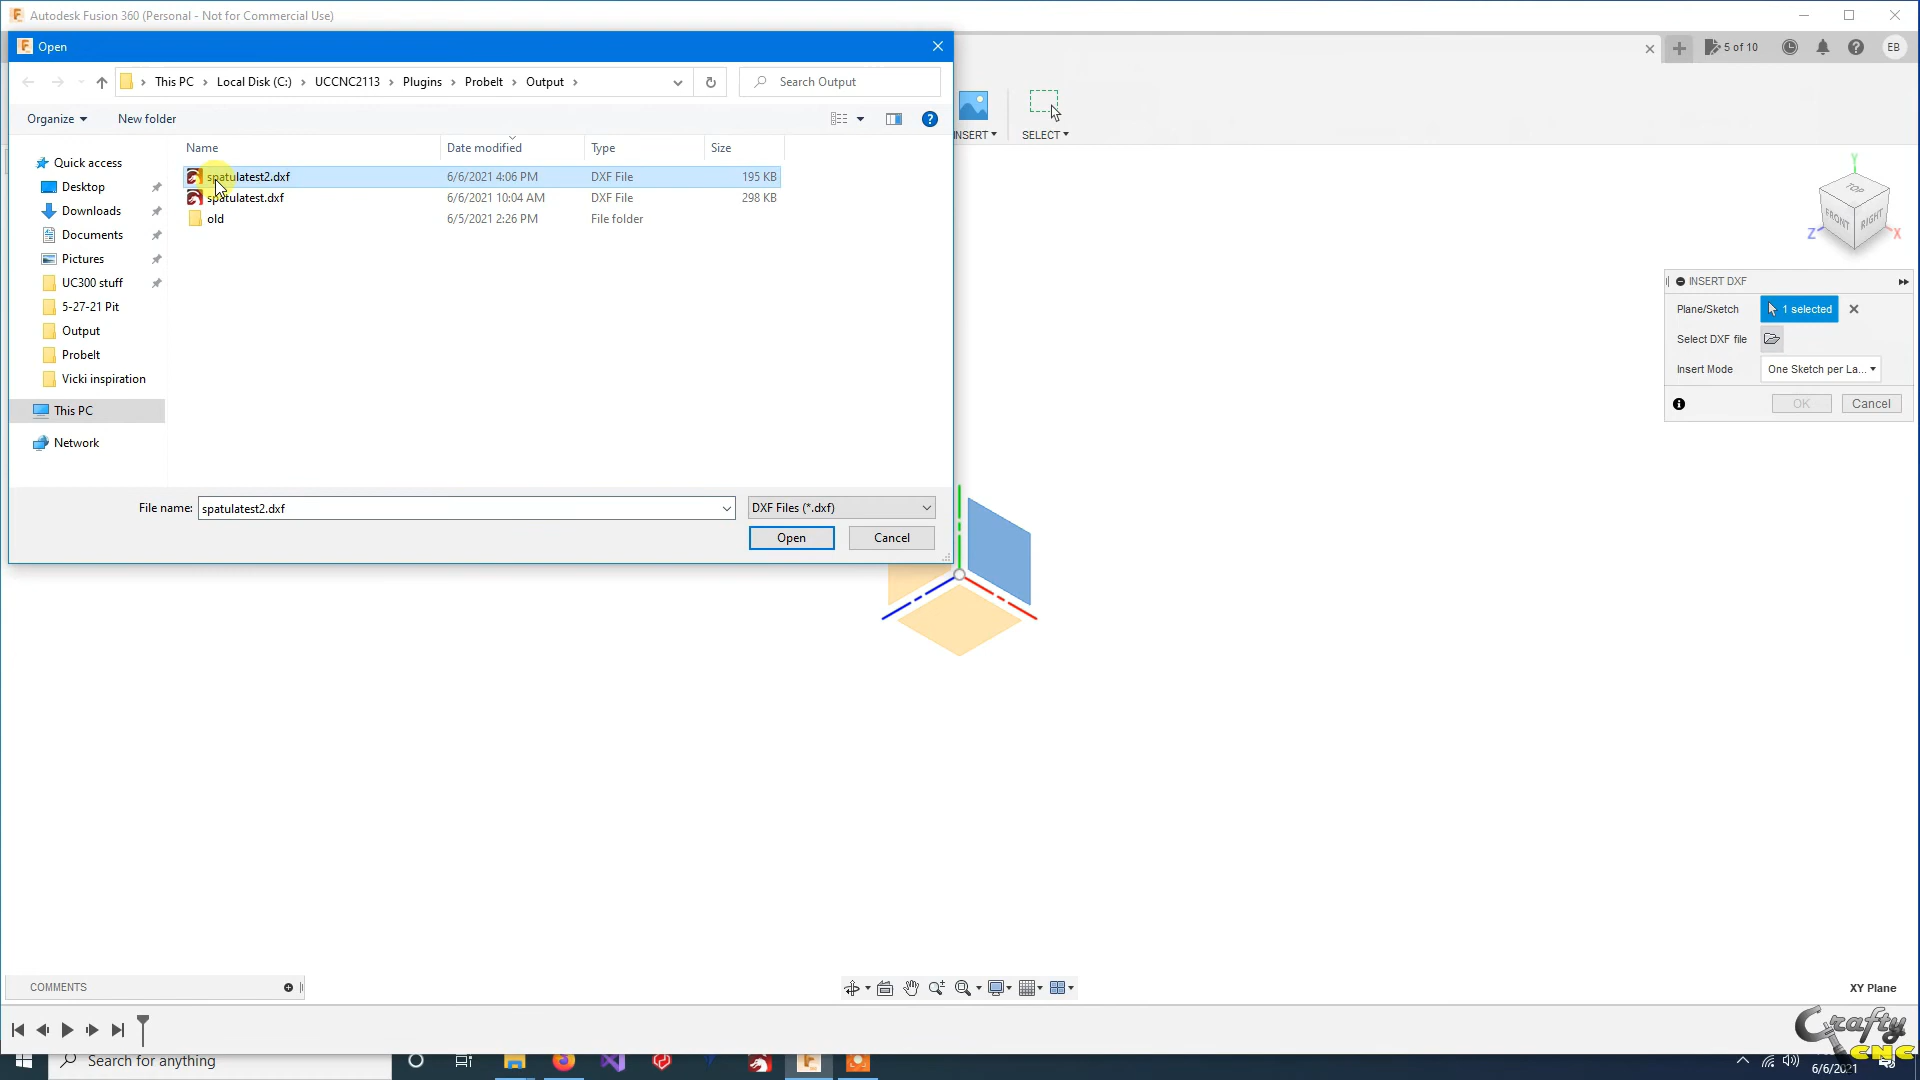 Autodesk Fusion 360 (Personal - Not for Commercial Use)
Open
5 of 10
EB
This PC
Local Disk (C:)
UCCNC2113
Plugins
ProbeIt
Output
Search Output
Organize
New folder
INSERT
SELECT
Name
Date modified
Type
Size
Quick access
Desktop
Downloads
Documents
Pictures
UC300 stuff
5-27-21 Pit
Output
ProbeIt
Vicki inspiration
This PC
Network
spatulatest2.dxf 6/6/2021 4:06 PM DXF File 195 KB
spatulatest.dxf 6/6/2021 10:04 AM DXF File 298 KB
old 6/5/2021 2:26 PM File folder
File name: spatulatest2.dxf
DXF Files (*.dxf)
Open
Cancel
Y
TOP
FRONT
RIGHT
Z
X
INSERT DXF
Plane/Sketch 1 selected
Select DXF file
Insert Mode One Sketch per La...
OK
Cancel
COMMENTS
XY Plane
Crafty
CNC
Search for anything
6/6/2021